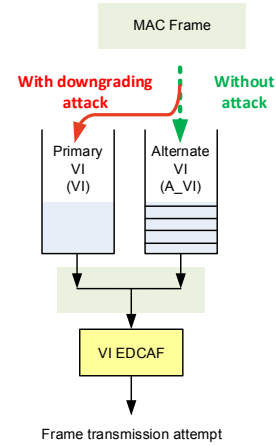 MAC Frame
With downgrading
attack
Without
attack
Primary
VI
(VI)
Alternate
VI
(A_VI)
VI EDCAF
Frame transmission attempt